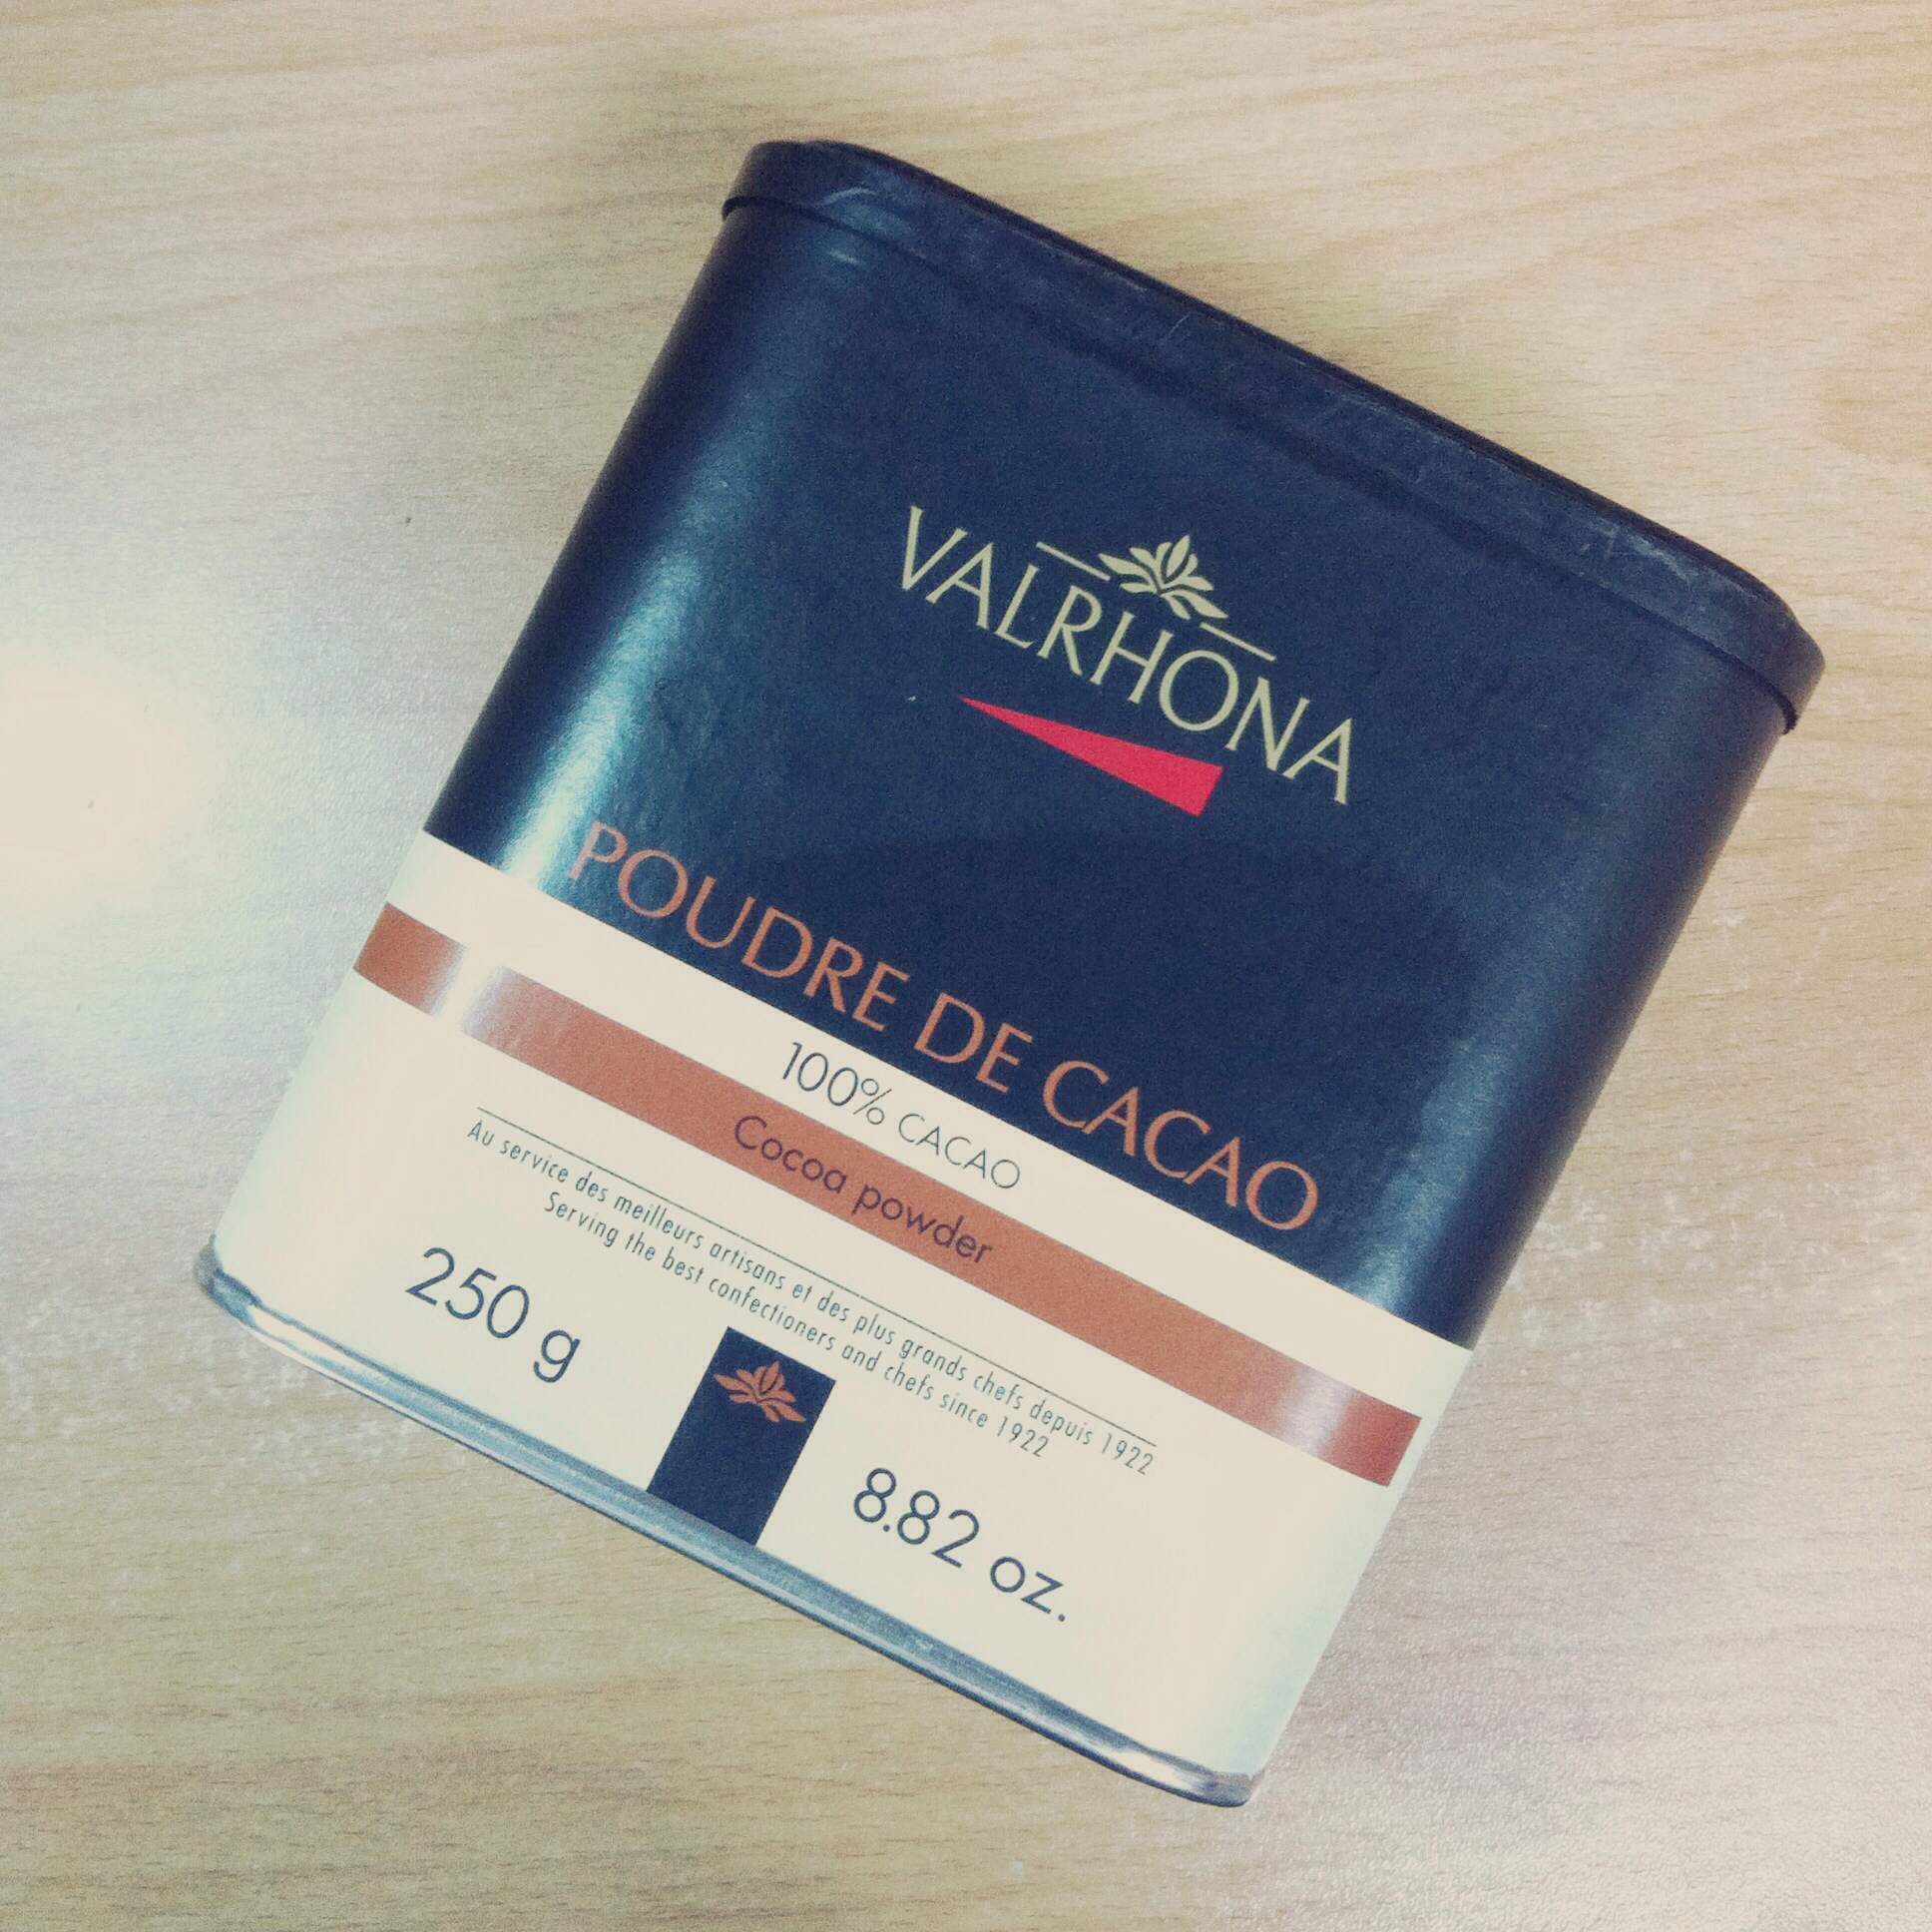 VALRHONA
POUDRE DE CACAO
100% CACAO
Cocoa powder
Au service des meilleurs artisans et des plus grands chefs depuis 1922
Serving the best confectioners and chefs since 1922
250 g
8.82 oz.